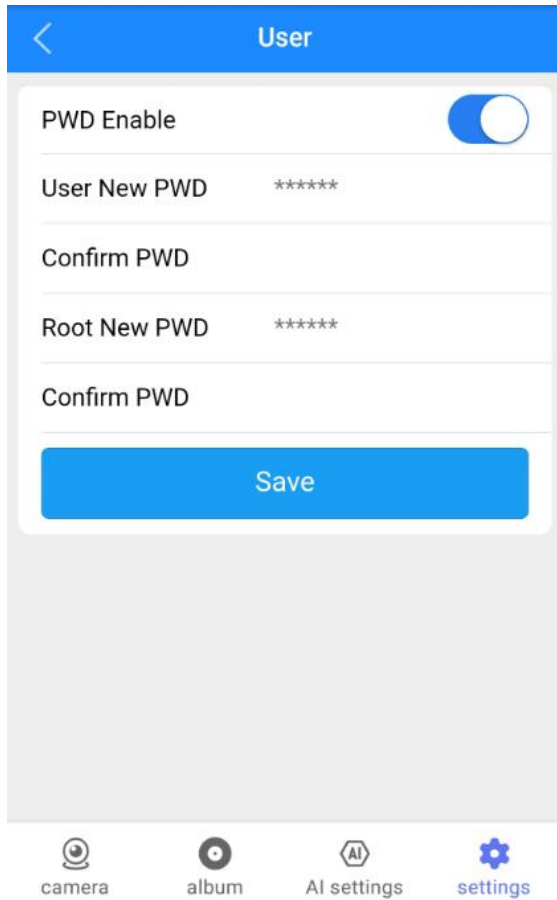 User
PWD Enable
User New PWD ******
Confirm PWD
Root New PWD ******
Confirm PWD
Save
AI
camera album AI settings settings